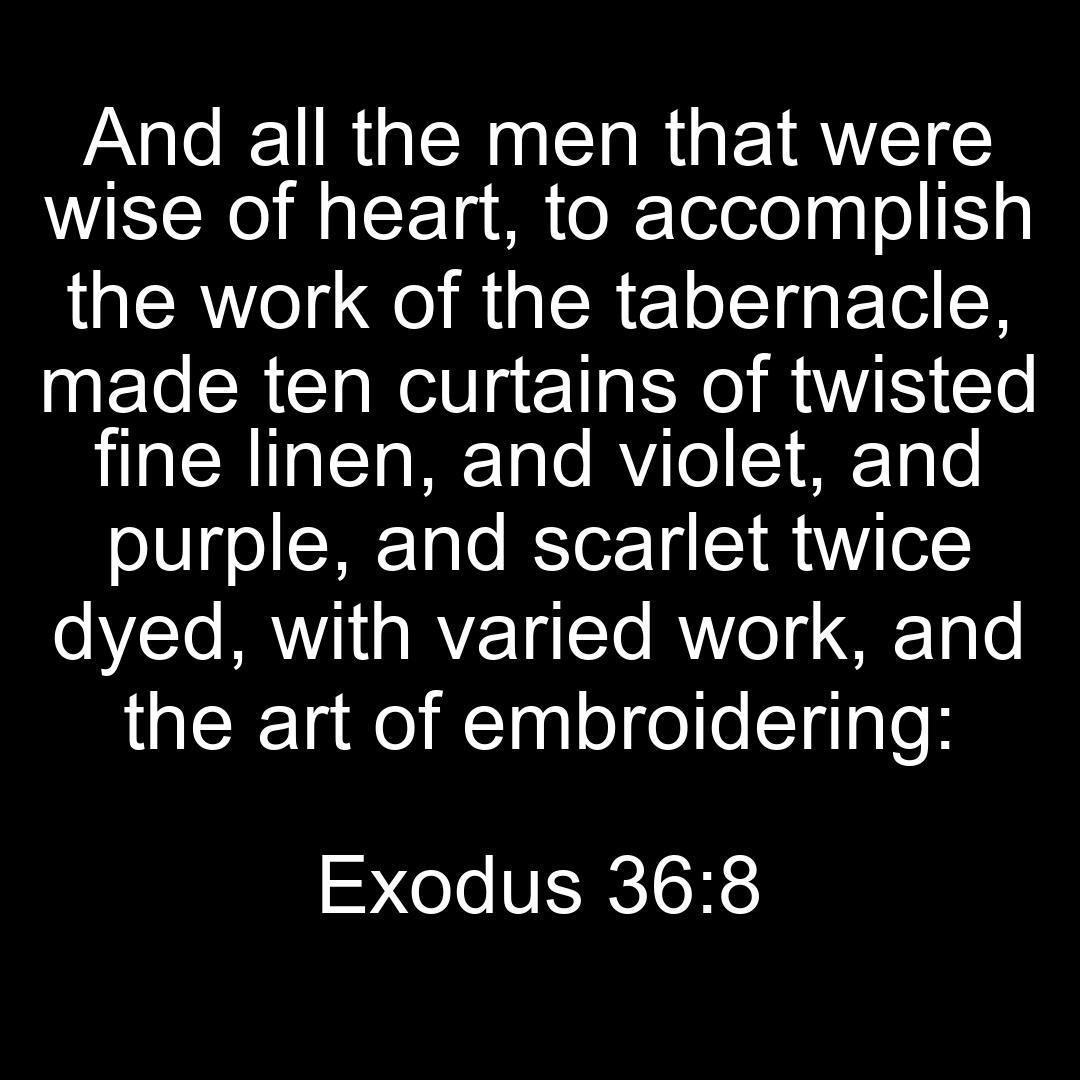 And all the men that were
wise of heart, to accomplish
the work of the tabernacle,
made ten curtains of twisted
fine linen, and violet, and
purple, and scarlet twice
dyed, with varied work, and
the art of embroidering:
Exodus 36:8